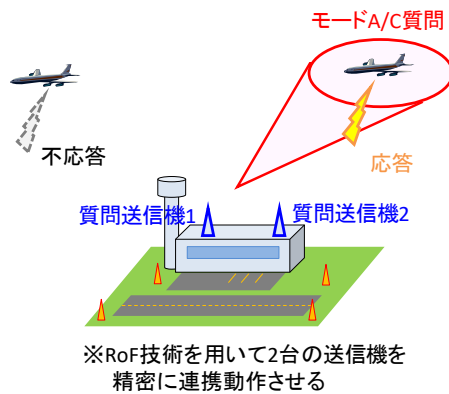 モードA/C質問
不応答
応答
質問送信機1
質問送信機2
※RoF技術を用いて2台の送信機を
精密に連携動作させる